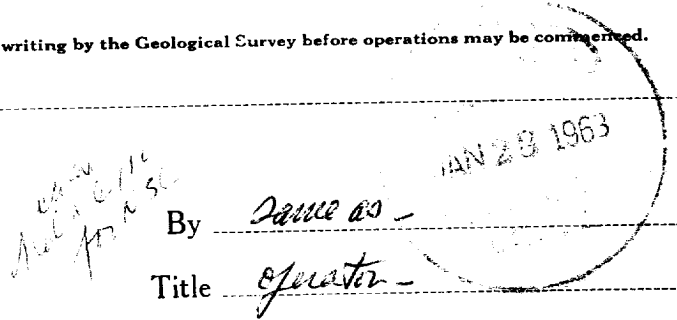 writing by the Geological Survey before operations may be commenced.
JAN 28 1963
By same as -
Title operator -